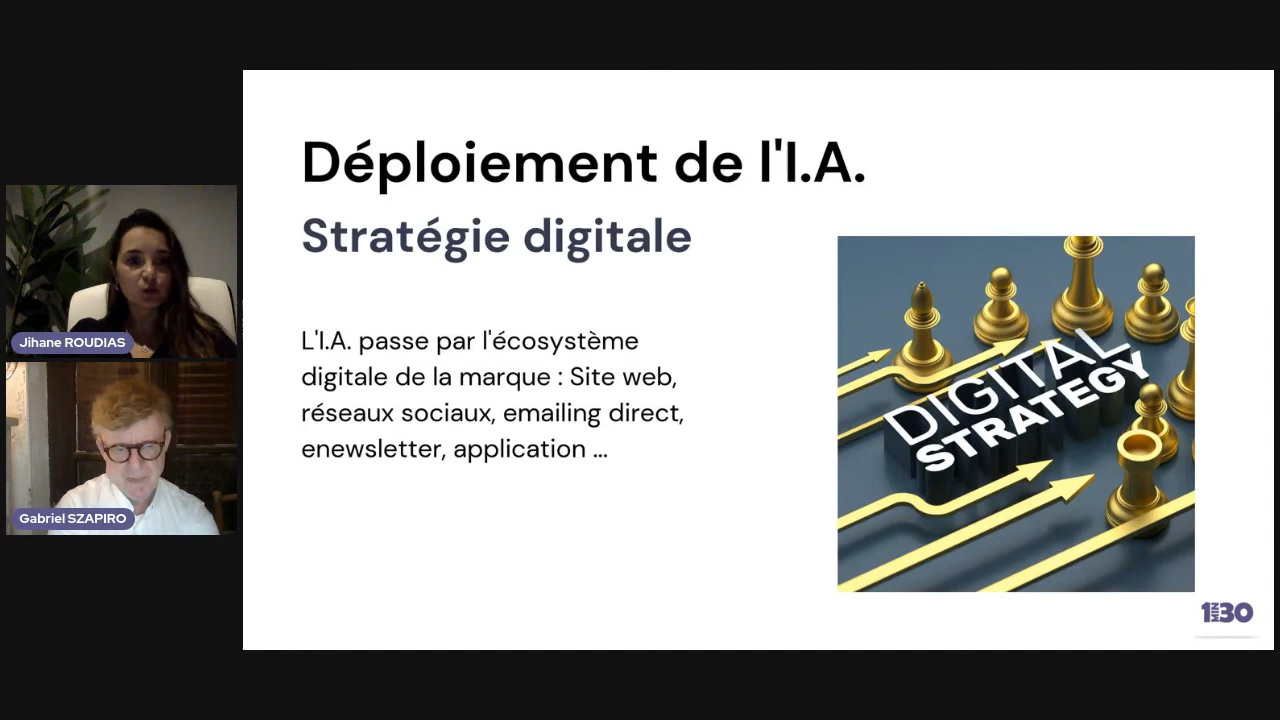 Déploiement de l'I.A.
Stratégie digitale
L'I.A. passe par l'écosystème
digitale de la marque : Site web,
réseaux sociaux, emailing direct,
enewsletter, application ...
DIGITAL
STRATEGY
Jihane ROUDIAS
Gabriel SZAPIRO
1MIN30